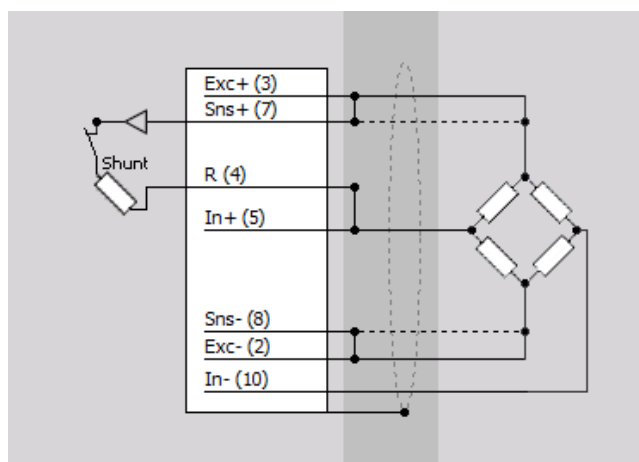 Exc+ (3)
Sns+ (7)
Shunt
R (4)
In+ (5)
Sns- (8)
Exc- (2)
In- (10)